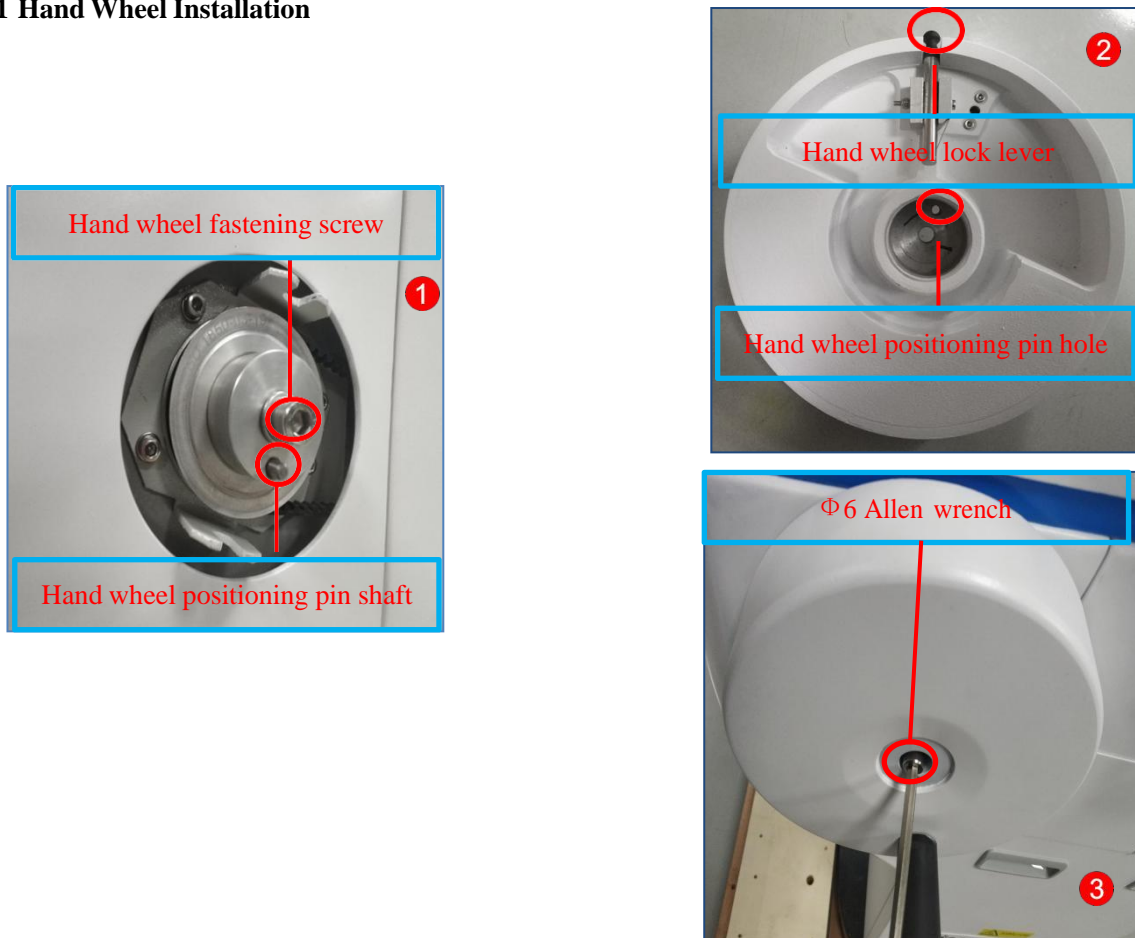 1 Hand Wheel Installation
Hand wheel fastening screw
1
Hand wheel positioning pin shaft
2
Hand wheel lock lever
Hand wheel positioning pin hole
Φ6 Allen wrench
3